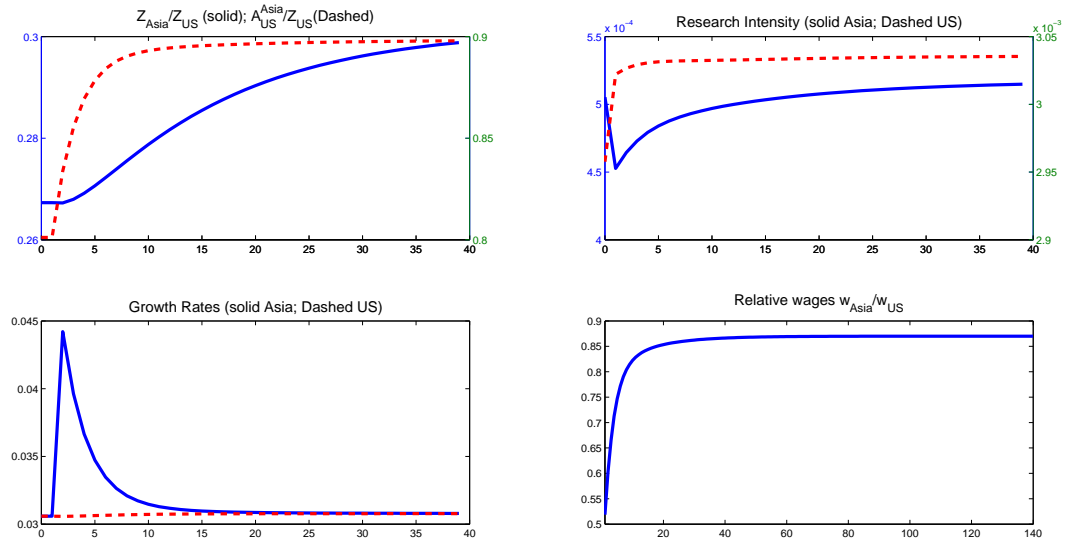 Z_Asia/Z_US (solid); A_US^Asia/Z_US(Dashed)
0.3
0.28
0.26
0.9
0.85
0.8
0 5 10 15 20 25 30 35 40
Research Intensity (solid Asia; Dashed US)
x 10^-4
x 10^-3
5.5
5
4.5
4
3.05
3
2.95
2.9
0 5 10 15 20 25 30 35 40
Growth Rates (solid Asia; Dashed US)
0.045
0.04
0.035
0.03
0 5 10 15 20 25 30 35 40
Relative wages w_Asia/w_US
0.9
0.85
0.8
0.75
0.7
0.65
0.6
0.55
0.5
20 40 60 80 100 120 140